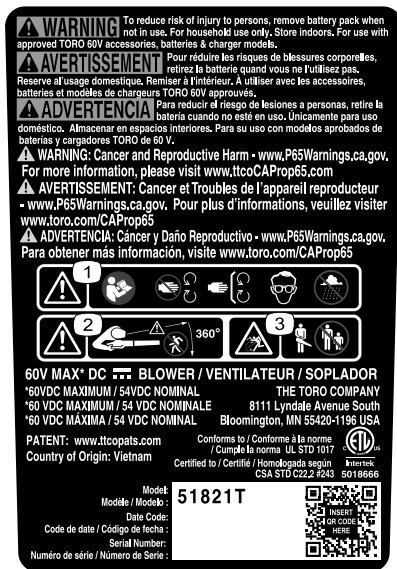 WARNING To reduce risk of injury to persons, remove battery pack when
not in use. For household use only. Store indoors. For use with
approved TORO 60V accessories, batteries & charger models.
AVERTISSEMENT Pour réduire les risques de blessures corporelles,
retirez la batterie quand vous ne l'utilisez pas.
Reserve al'usage domestique. Remiser à l'intérieur. À utiliser avec les accessoires,
batteries et modèles de chargeurs TORO 60V approuvés.
ADVERTENCIA Para reducir el riesgo de lesiones a personas, retire la
batería cuando no esté en uso. Únicamente para uso
doméstico. Almacenar en espacios interiores. Para su uso con modelos aprobados de
baterías y cargadores TORO de 60 V.
WARNING: Cancer and Reproductive Harm - www.P65Warnings.ca.gov.
For more information, please visit www.ttcoCAProp65.com
AVERTISSEMENT: Cancer et Troubles de l'appareil reproducteur
- www.P65Warnings.ca.gov. Pour plus d'informations, veuillez visiter
www.toro.com/CAProp65
ADVERTENCIA: Cáncer y Daño Reproductivo - www.P65Warnings.ca.gov.
Para obtener más información, visite www.toro.com/CAProp65
1
2
360°
3
60V MAX* DC BLOWER / VENTILATEUR / SOPLADOR
*60VDC MAXIMUM / 54VDC NOMINAL
*60 VDC MAXIMUM / 54 VDC NOMINALE
*60 VDC MÁXIMA / 54 VDC NOMINAL
THE TORO COMPANY
8111 Lyndale Avenue South
Bloomington, MN 55420-1196 USA
PATENT: www.ttcopats.com
Country of Origin: Vietnam
Conforms to / Conforme à la norme
/ Cumple la norma UL STD 1017
Certified to / Certifié / Homologada según
CSA STD C22,2 #243
C ETL US
Intertek
5018666
Model:
Modèle / Modelo :
51821T
Date Code:
Code de date / Código de fecha :
Serial Number:
Numéro de série / Número de Serie :
INSERT
QR CODE
HERE